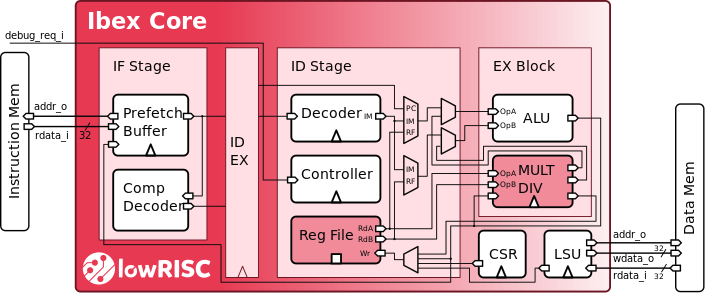 Ibex Core
debug_req_i
IF Stage
ID Stage
EX Block
Instruction Mem
addr_o
rdata_i
32
Prefetch
Buffer
Comp
Decoder
ID
EX
Decoder
IM
Controller
Reg File
RdA
RdB
Wr
PC
IM
RF
IM
RF
OpA
OpB
ALU
OpA
OpB
MULT
DIV
CSR
LSU
addr_o
32
wdata_o
rdata_i
32
Data Mem
lowRISC